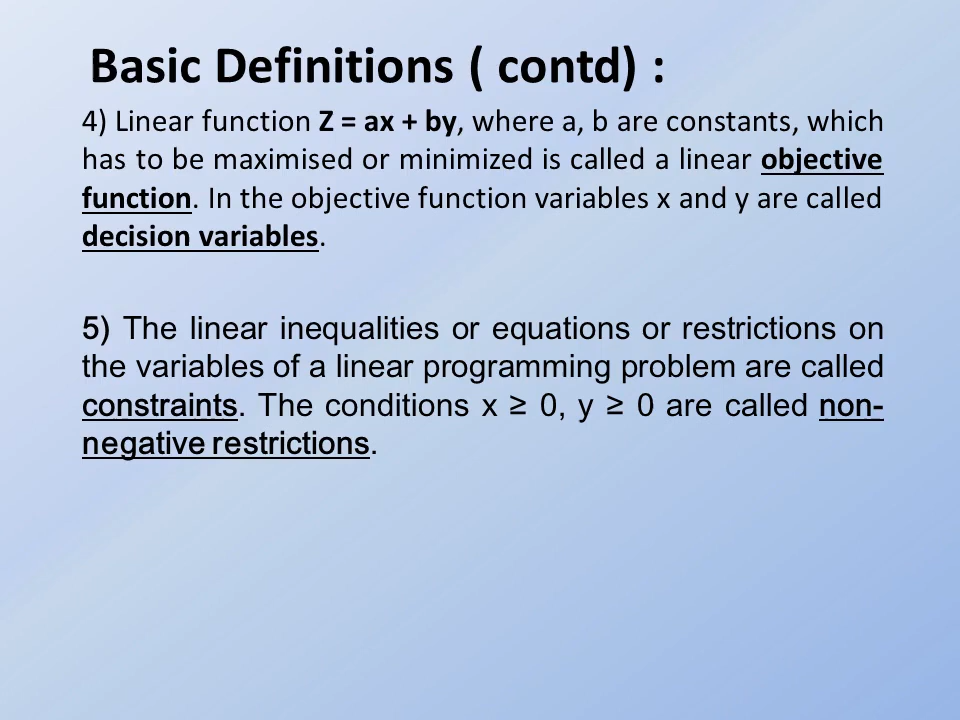 Basic Definitions ( contd) :
4) Linear function Z = ax + by, where a, b are constants, which
has to be maximised or minimized is called a linear objective
function. In the objective function variables x and y are called
decision variables.
5) The linear inequalities or equations or restrictions on
the variables of a linear programming problem are called
constraints. The conditions x ≥ 0, y ≥ 0 are called non-
negative restrictions.